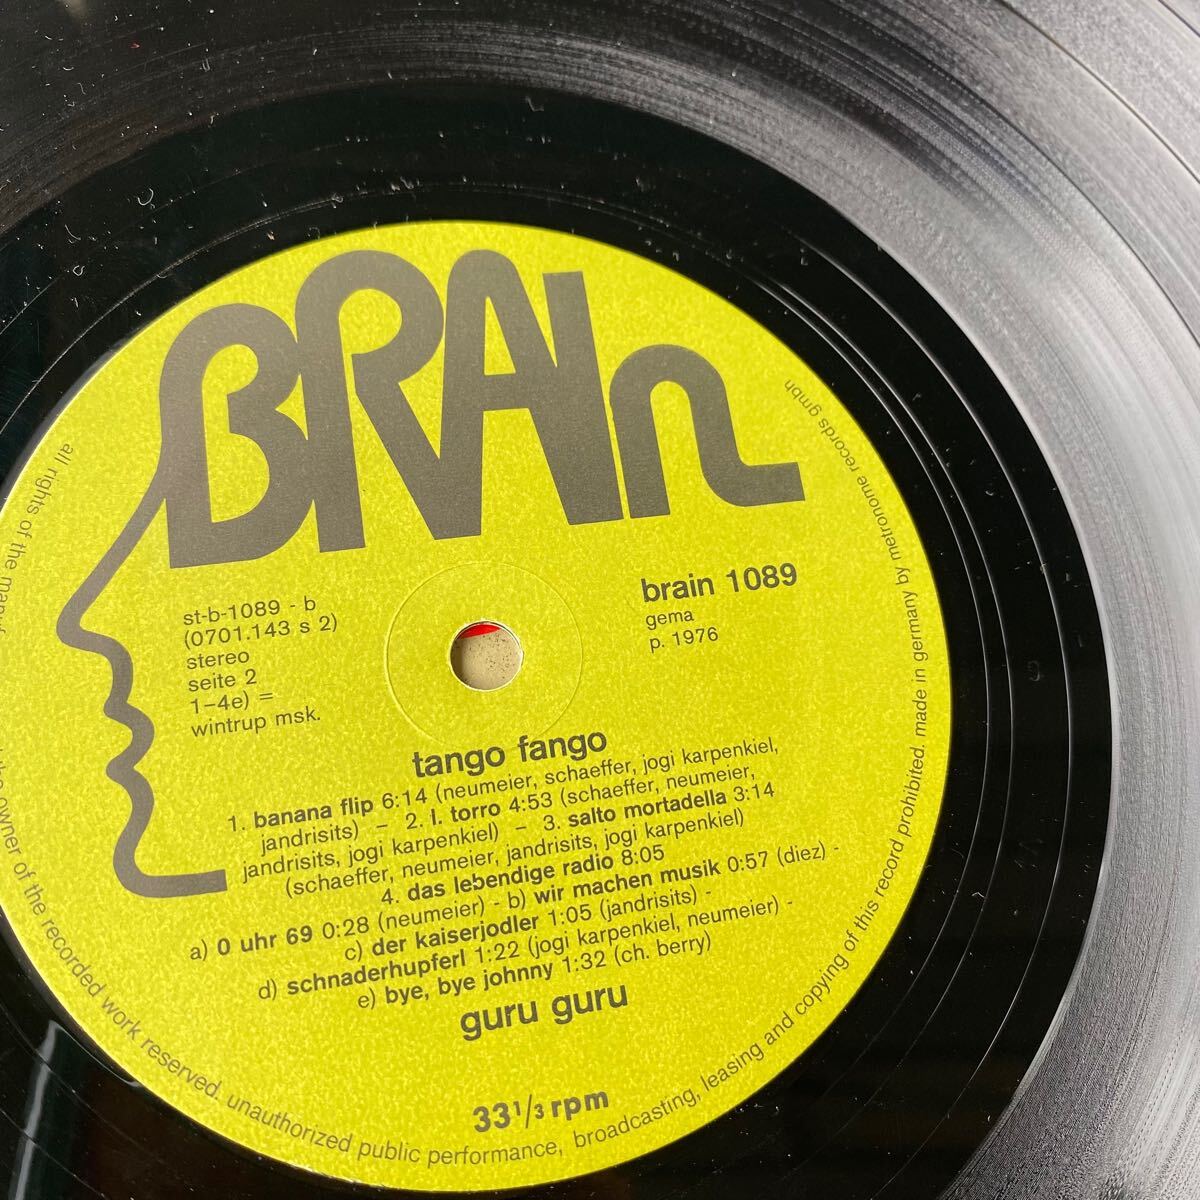 BRAIn
st-b-1089 - b
(0701.143 s 2)
stereo
seite 2
1-4e) =
wintrup msk.
brain 1089
gema
p. 1976
tango fango
1. banana flip 6:14 (neumeier, schaeffer, jogi karpenkiel,
jandrisits) – 2. l. torro 4:53 (schaeffer, neumeier,
jandrisits, jogi karpenkiel) – 3. salto mortadella 3:14
(schaeffer, neumeier, jandrisits, jogi karpenkiel)
4. das lebendige radio 8:05
a) 0 uhr 69 0:28 (neumeier) - b) wir machen musik 0:57 (diez) -
c) der kaiserjodler 1:05 (jandrisits) -
d) schnaderhupferl 1:22 (jogi karpenkiel, neumeier) -
e) bye, bye johnny 1:32 (ch. berry)
guru guru
33 1/3 rpm
all rights of the owner of the recorded work reserved. unauthorized public performance, broadcasting, leasing and copying of this record prohibited. made in germany by metronome records gmbh